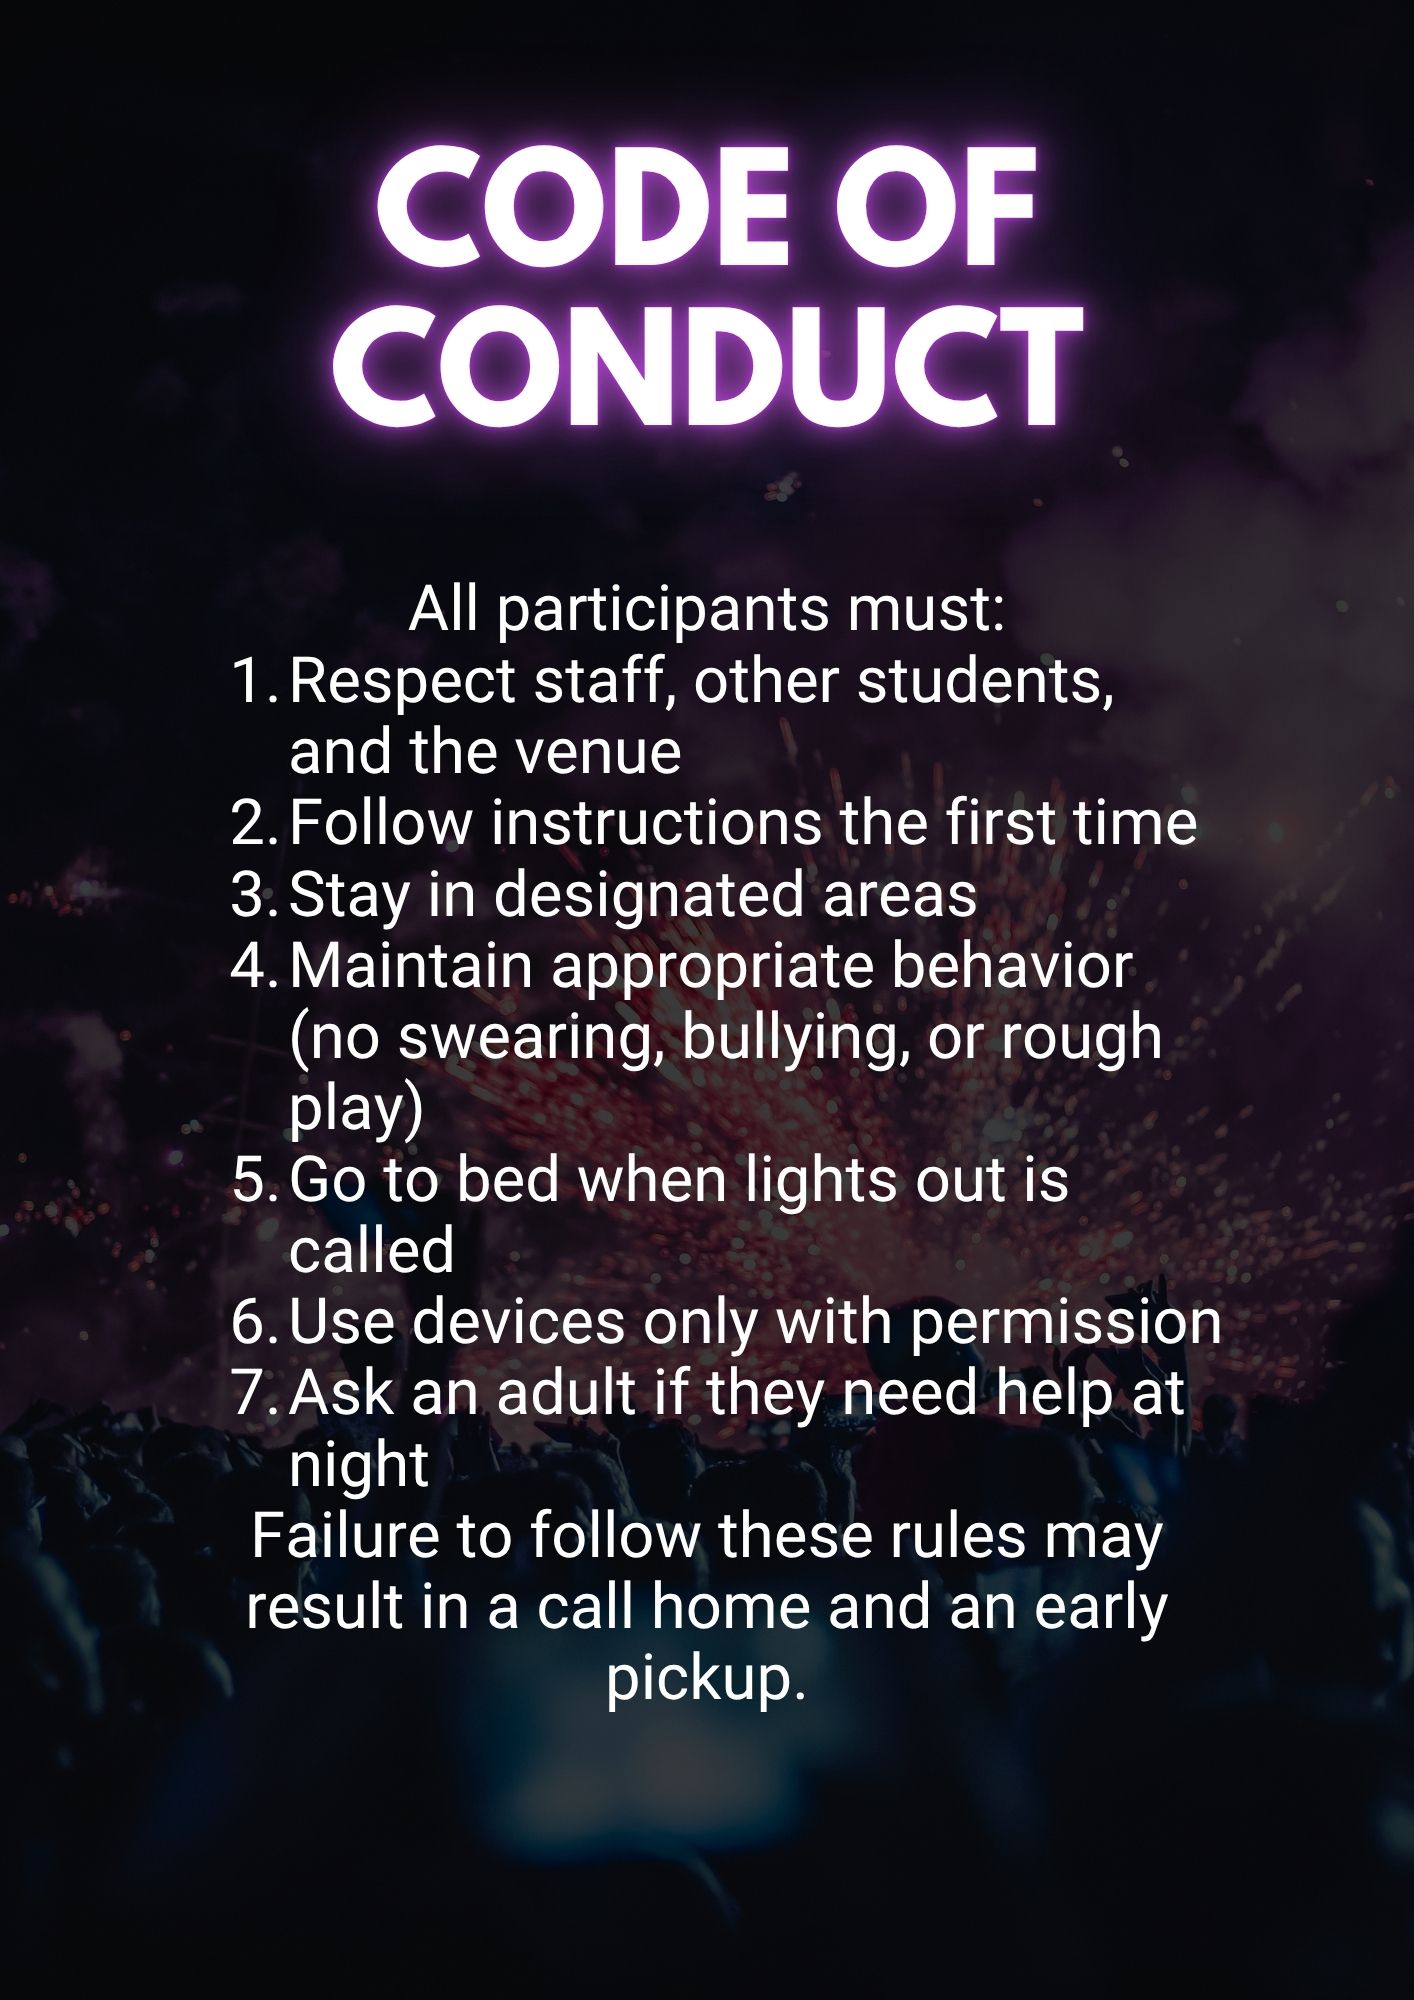 CODE OF
CONDUCT
All participants must:
1. Respect staff, other students,
and the venue
2. Follow instructions the first time
3. Stay in designated areas
4. Maintain appropriate behavior
(no swearing, bullying, or rough
play)
5. Go to bed when lights out is
called
6. Use devices only with permission
7. Ask an adult if they need help at
night
Failure to follow these rules may
result in a call home and an early
pickup.